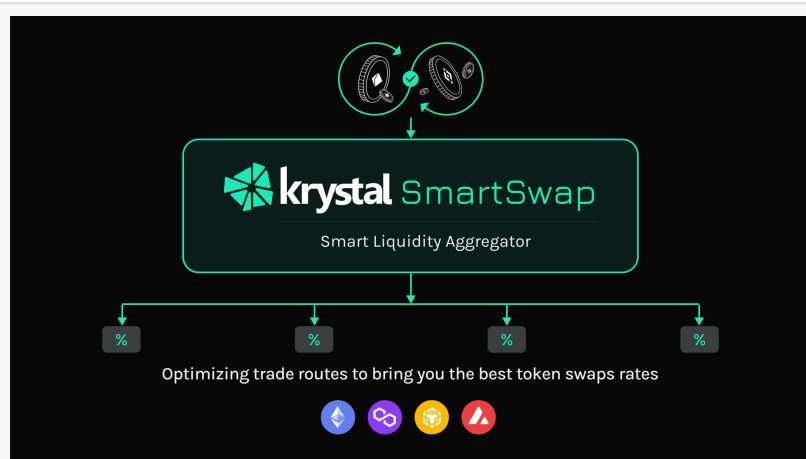 krystal SmartSwap
Smart Liquidity Aggregator
% % % %
Optimizing trade routes to bring you the best token swaps rates